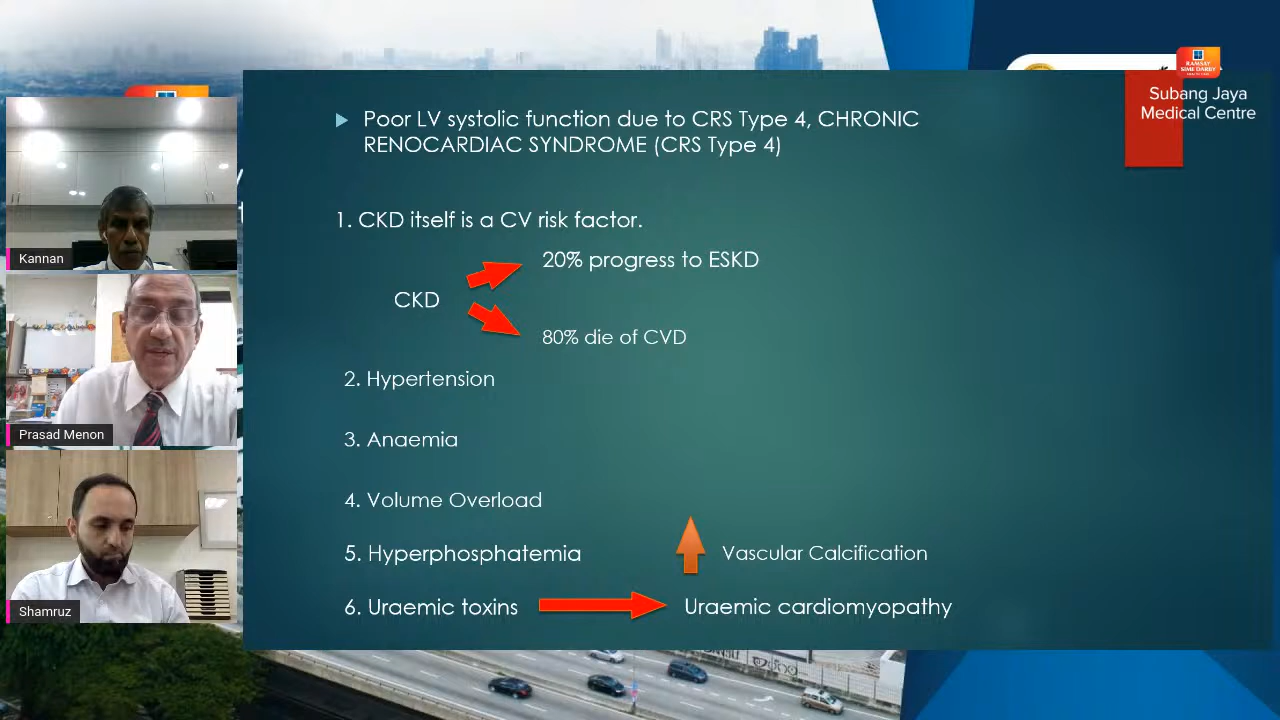 RAMSAY
SIME DARBY
Subang Jaya
Medical Centre
Poor LV systolic function due to CRS Type 4, CHRONIC
RENOCARDIAC SYNDROME (CRS Type 4)
1. CKD itself is a CV risk factor.
20% progress to ESKD
CKD
80% die of CVD
2. Hypertension
3. Anaemia
4. Volume Overload
5. Hyperphosphatemia Vascular Calcification
6. Uraemic toxins Uraemic cardiomyopathy
Kannan
Prasad Menon
Shamruz